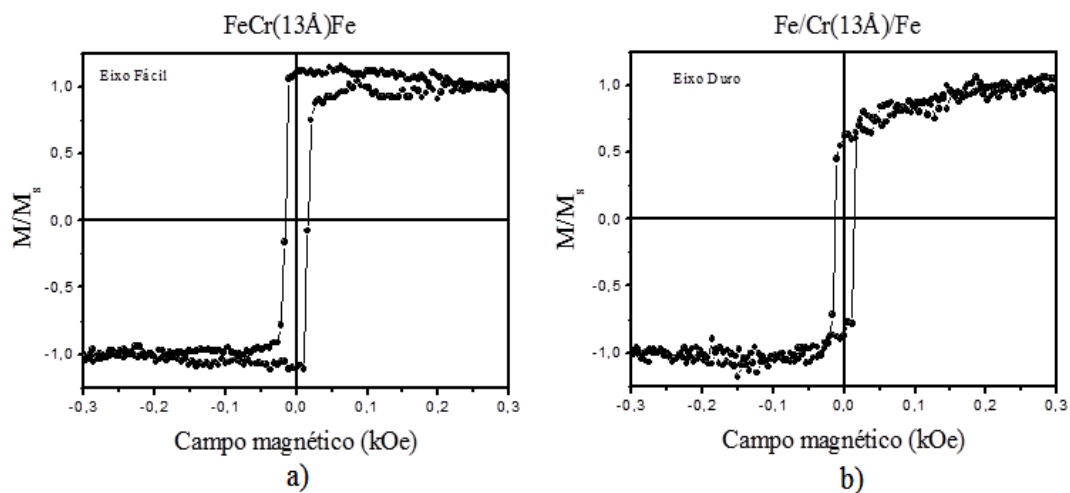 FeCr(13Å)Fe
Eixo Fácil
M/Ms
1,0
0,5
0,0
-0,5
-1,0
-0,3 -0,2 -0,1 0,0 0,1 0,2 0,3
Campo magnético (kOe)
a)
Fe/Cr(13Å)/Fe
Eixo Duro
M/Ms
1,0
0,5
0,0
-0,5
-1,0
-0,3 -0,2 -0,1 0,0 0,1 0,2 0,3
Campo magnético (kOe)
b)